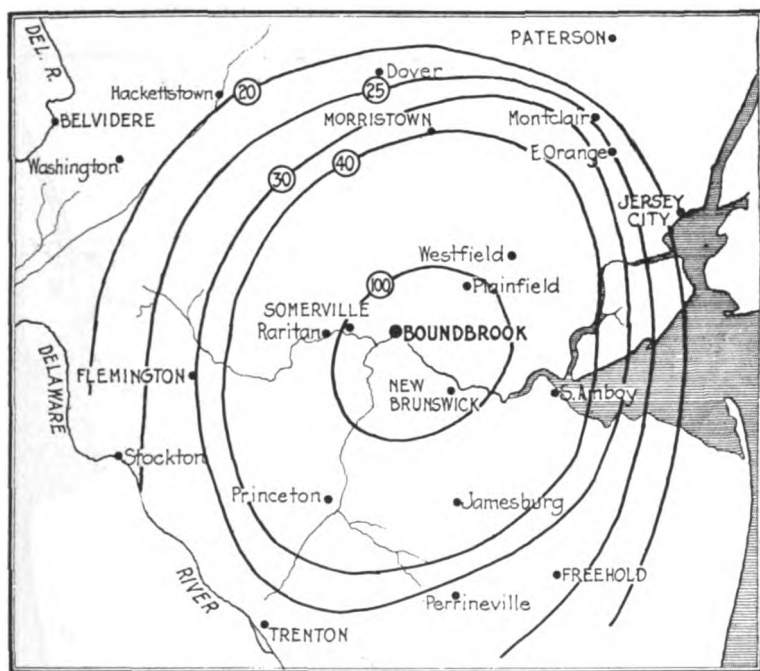 DEL. R.
PATERSON
Dover
Hackettstown
20
25
BELVIDERE
MORRISTOWN
Montclair
E. Orange
Washington
30
40
JERSEY
CITY
Westfield
100
Plainfield
SOMERVILLE
Raritan
BOUNDBROOK
DELAWARE
FLEMINGTON
NEW
BRUNSWICK
S. Amboy
Stockton
Princeton
Jamesburg
RIVER
FREEHOLD
Perrineville
TRENTON